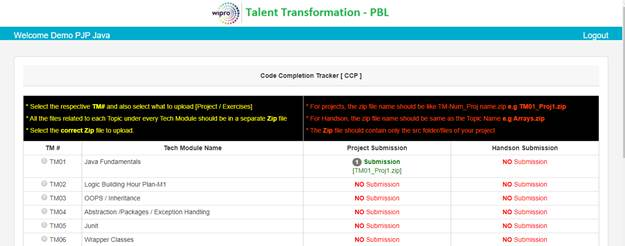 wipro Talent Transformation - PBL
Welcome Demo PJP Java Logout
Code Completion Tracker [ CCP ]
* Select the respective TM# and also select what to upload [Project / Exercises]
* All the files related to each Topic under every Tech Module should be in a separate Zip file
* Select the correct Zip file to upload.
* For projects, the zip file name should be like TM-Num_Proj name.zip e.g TM01_Proj1.zip
* For Handson, the zip file name should be same as the Topic Name e.g Arrays.zip
* The Zip file should contain only the src folder/files of your project
TM # Tech Module Name Project Submission Handson Submission
TM01 Java Fundamentals 1 Submission NO Submission
[TM01_Proj1.zip]
TM02 Logic Building Hour Plan-M1 NO Submission NO Submission
TM03 OOPS / Inheritance NO Submission NO Submission
TM04 Abstraction /Packages / Exception Handling NO Submission NO Submission
TM05 Junit NO Submission NO Submission
TM06 Wrapper Classes NO Submission NO Submission